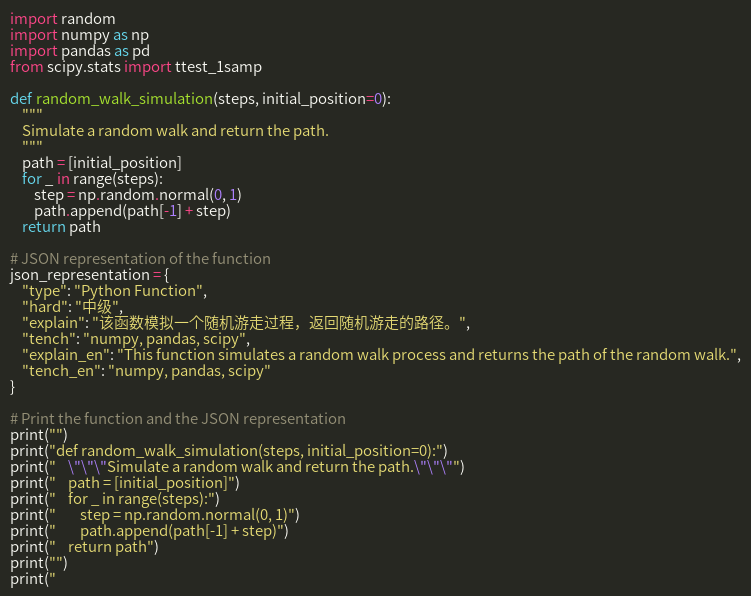 import random
import numpy as np
import pandas as pd
from scipy.stats import ttest_1samp

def random_walk_simulation(steps, initial_position=0):
    """
    Simulate a random walk and return the path.
    """
    path = [initial_position]
    for _ in range(steps):
        step = np.random.normal(0, 1)
        path.append(path[-1] + step)
    return path

# JSON representation of the function
json_representation = {
    "type": "Python Function",
    "hard": "中级",
    "explain": "该函数模拟一个随机游走过程，返回随机游走的路径。",
    "tench": "numpy, pandas, scipy",
    "explain_en": "This function simulates a random walk process and returns the path of the random walk.",
    "tench_en": "numpy, pandas, scipy"
}

# Print the function and the JSON representation
print("")
print("def random_walk_simulation(steps, initial_position=0):")
print("    \"\"\"Simulate a random walk and return the path.\"\"\"")
print("    path = [initial_position]")
print("    for _ in range(steps):")
print("        step = np.random.normal(0, 1)")
print("        path.append(path[-1] + step)")
print("    return path")
print("")
print("